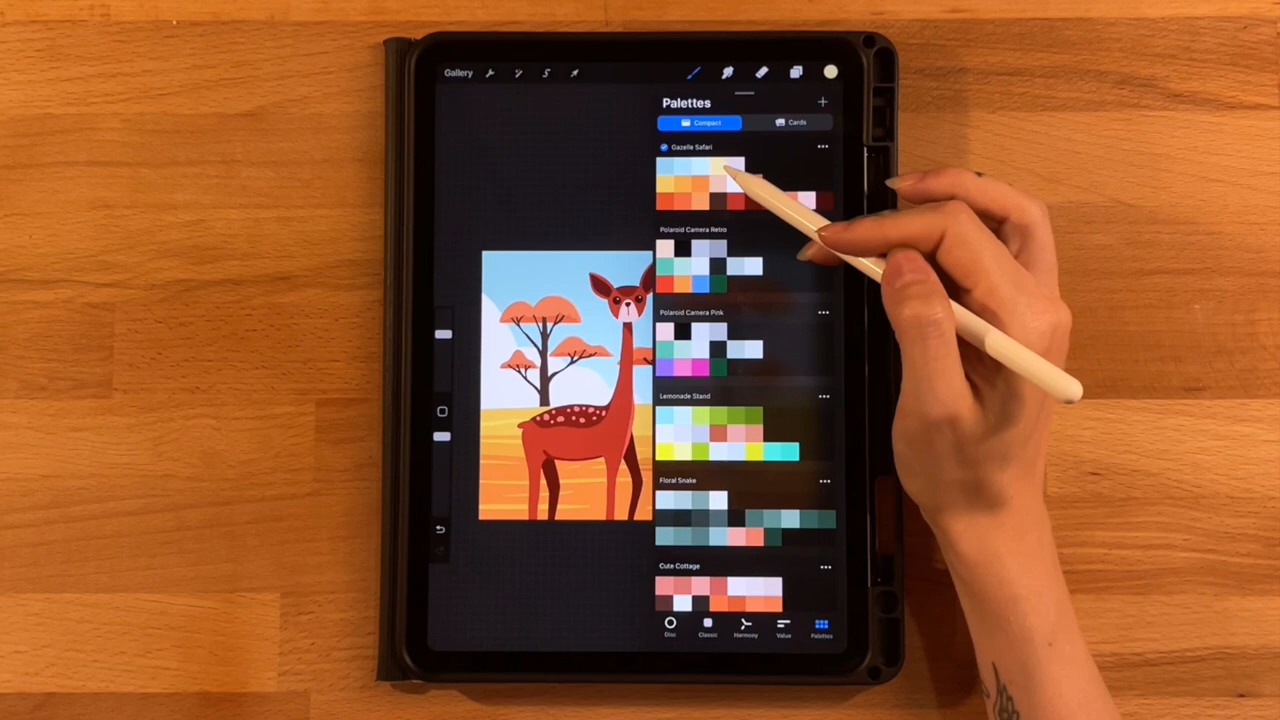 Gallery
Palettes
Compact
Cards
Gazelle Safari
Polaroid Camera Retro
Polaroid Camera Pink
Lemonade Stand
Floral Snake
Cute Cottage
Disc
Classic
Harmony
Value
Palettes